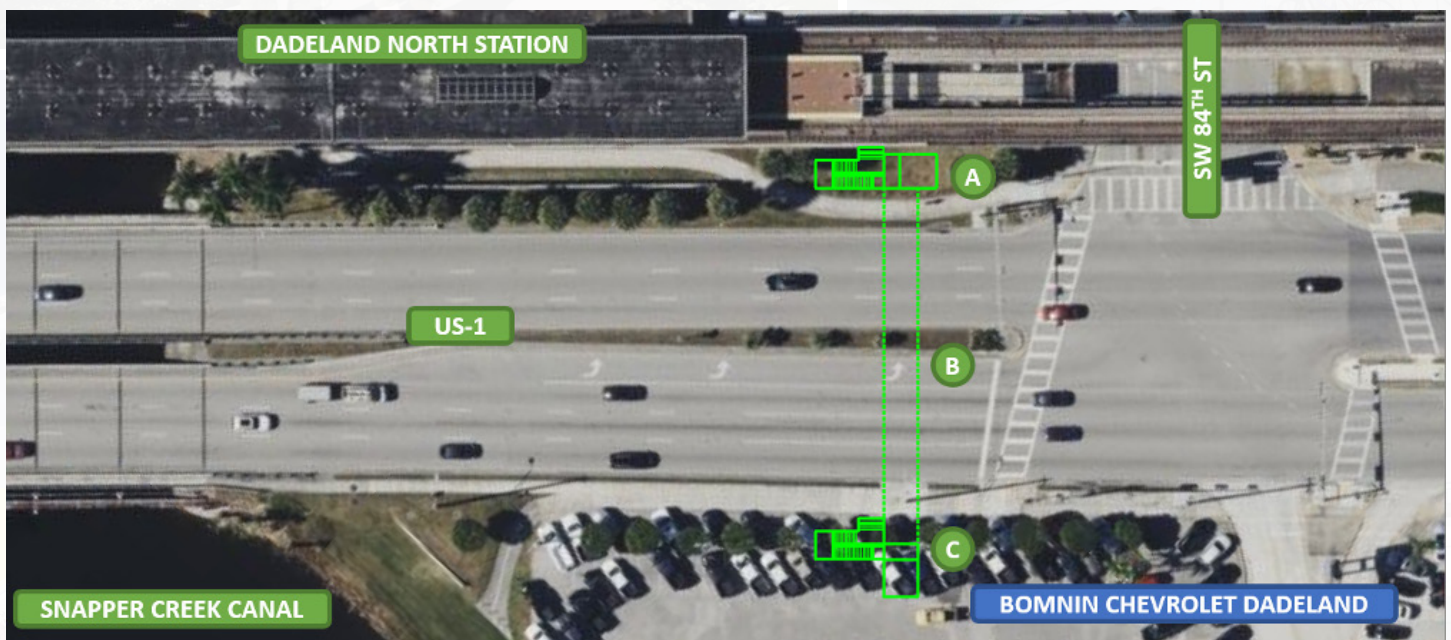 DADELAND NORTH STATION
SW 84TH ST
A
US-1
B
C
SNAPPER CREEK CANAL
BOMNIN CHEVROLET DADELAND